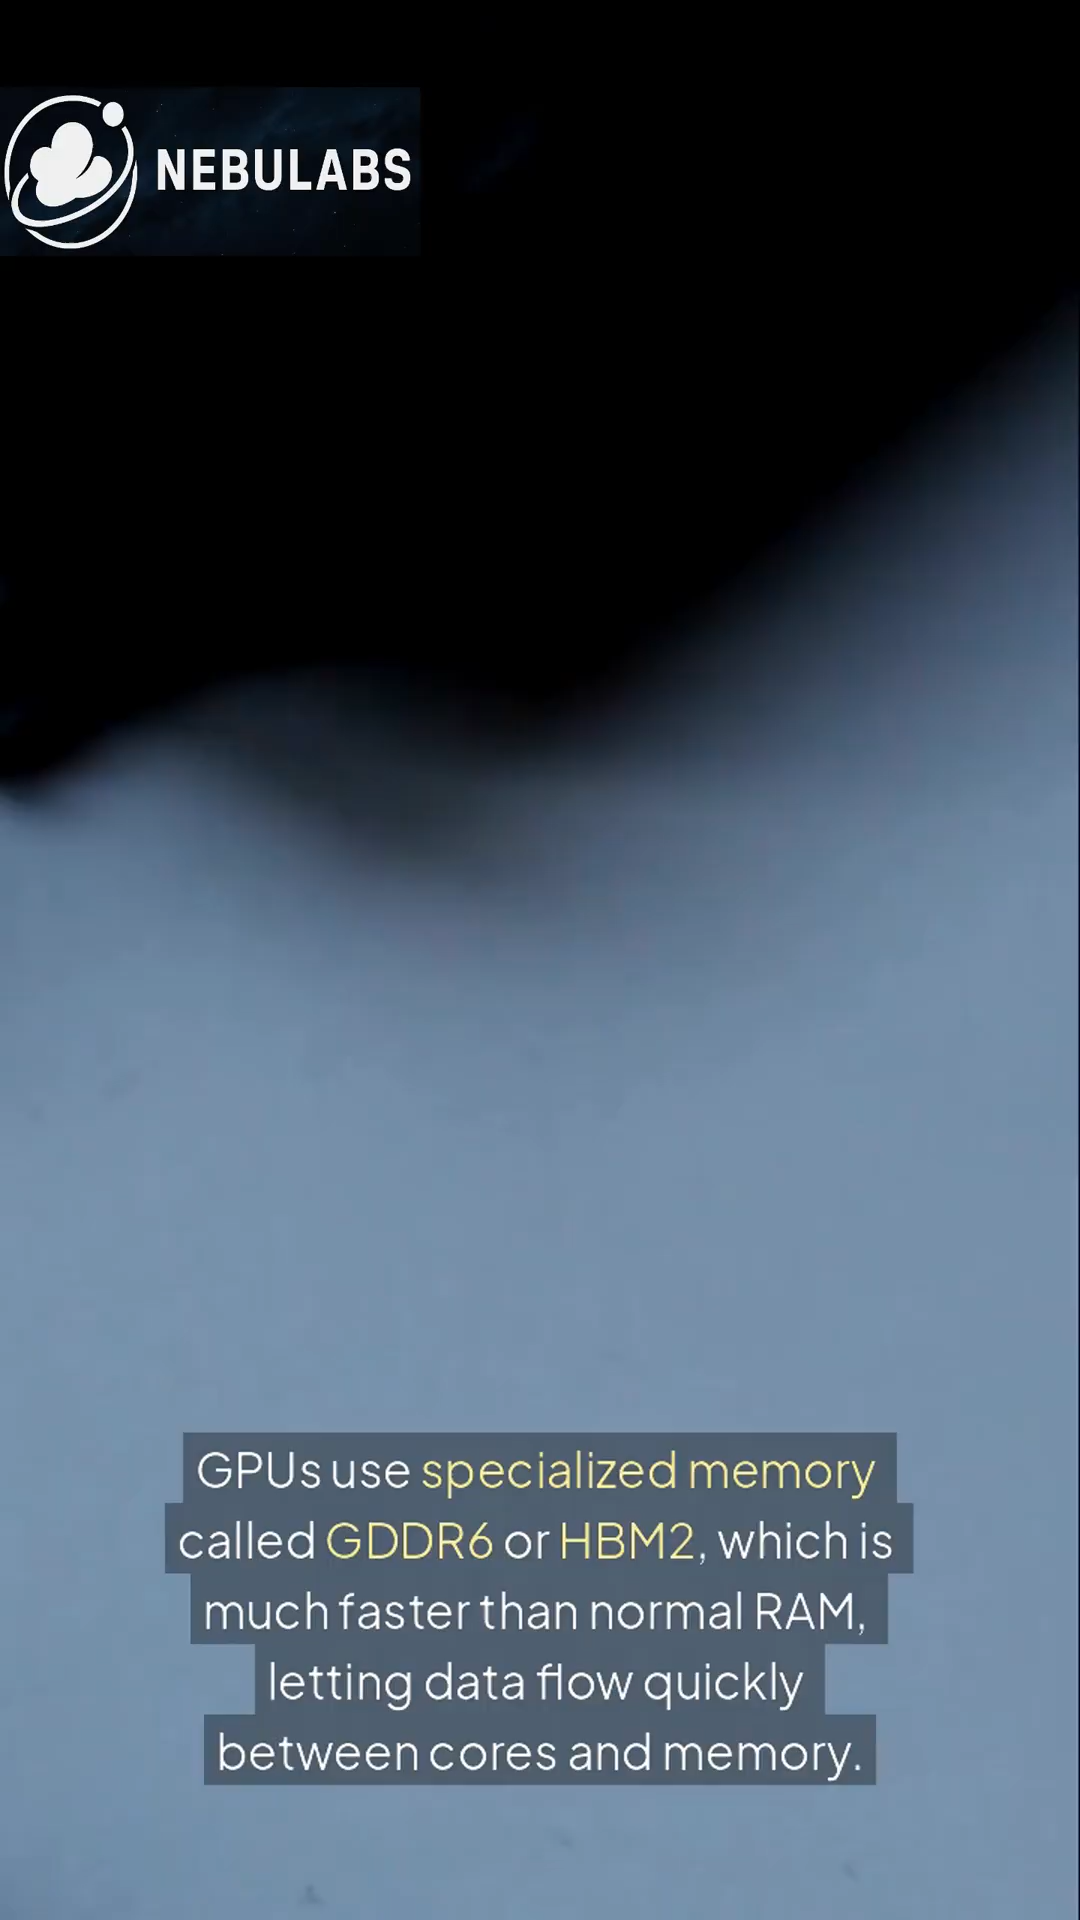 NEBULABS
GPUs use specialized memory
called GDDR6 or HBM2, which is
much faster than normal RAM,
letting data flow quickly
between cores and memory.